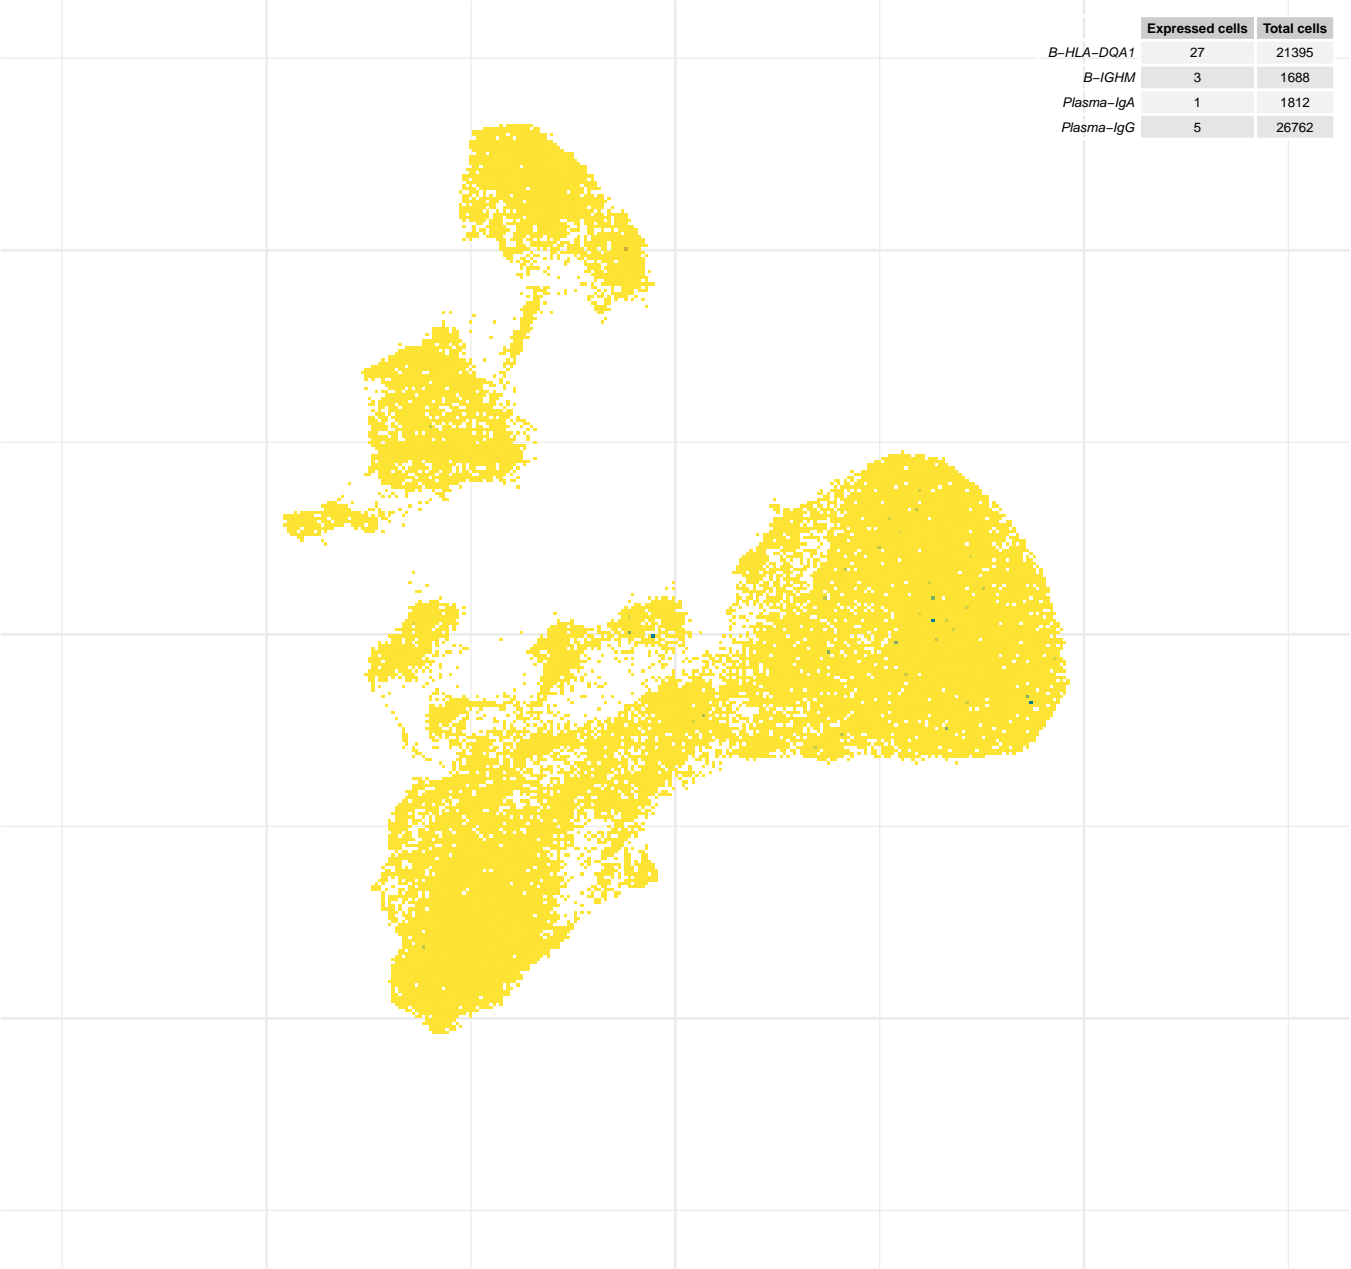 Expressed cells Total cells
B−HLA−DQA1 27 21395
B−IGHM 3 1688
Plasma−IgA 1 1812
Plasma−IgG 5 26762